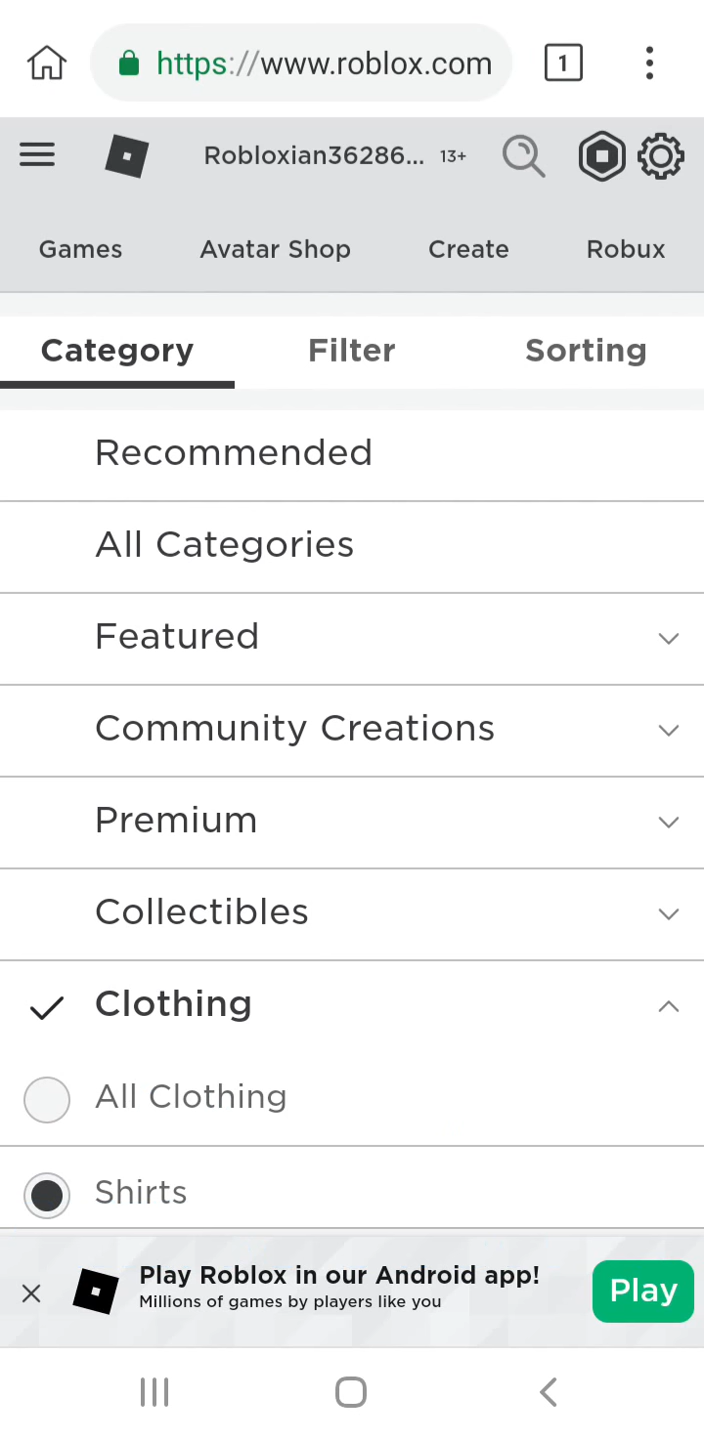 https://www.roblox.com
1
Robloxian36286... 13+
Games Avatar Shop Create Robux
Category Filter Sorting
Recommended
All Categories
Featured
Community Creations
Premium
Collectibles
Clothing
All Clothing
Shirts
Play Roblox in our Android app!
Millions of games by players like you
Play